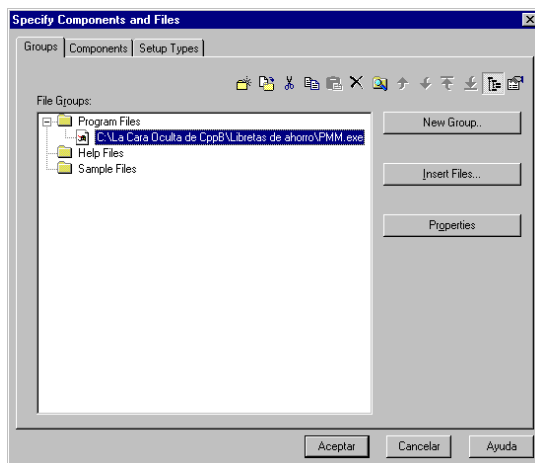 Specify Components and Files
Groups Components Setup Types
File Groups:
Program Files
New Group..
C:\La Cara Oculta de CppB\Libretas de ahorro\PMM.exe
Help Files
Sample Files
Insert Files...
Properties
Aceptar Cancelar Ayuda